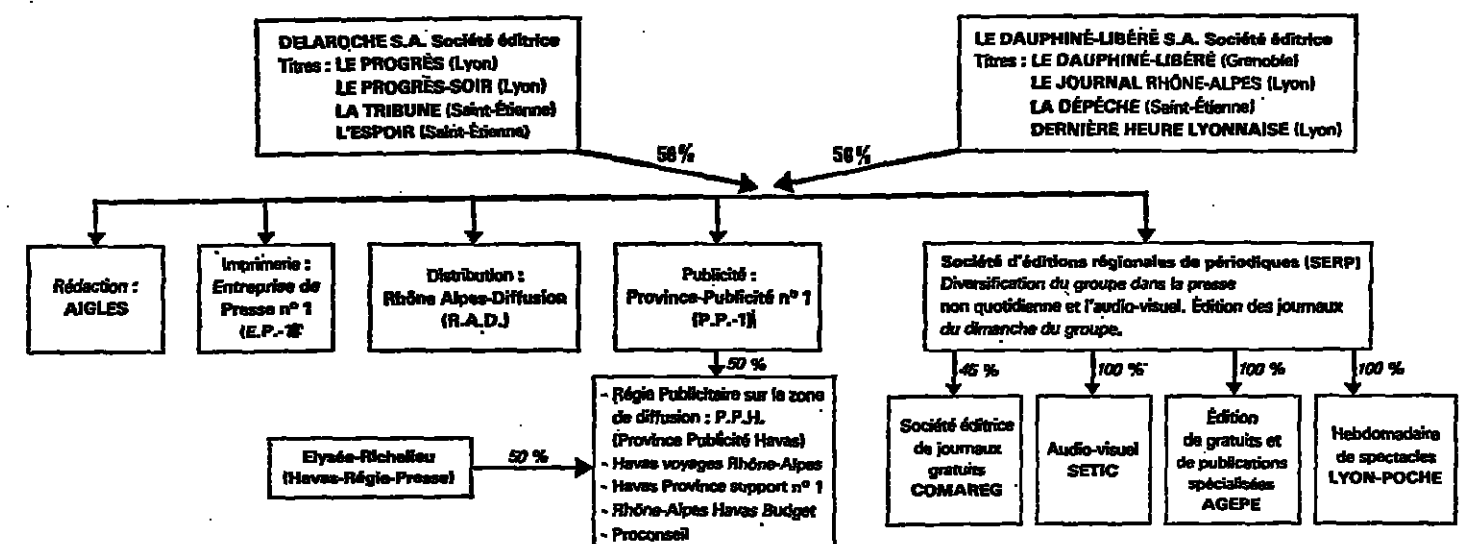 DELAROCHE S.A. Société éditrice
Titres : LE PROGRÈS (Lyon)
LE PROGRÈS-SOIR (Lyon)
LA TRIBUNE (Saint-Étienne)
L'ESPOIR (Saint-Étienne)
LE DAUPHINÉ-LIBÉRÉ S.A. Société éditrice
Titres : LE DAUPHINÉ-LIBÉRÉ (Grenoble)
LE JOURNAL RHÔNE-ALPES (Lyon)
LA DÉPÊCHE (Saint-Étienne)
DERNIÈRE HEURE LYONNAISE (Lyon)
56%
56%
Rédaction :
AIGLES
Imprimerie :
Entreprise de
Presse nº 1
(E.P.-1)
Distribution :
Rhône Alpes-Diffusion
(R.A.D.)
Publicité :
Province-Publicité nº 1
(P.P.-1)
Société d'éditions régionales de périodiques (SERP)
Diversification du groupe dans la presse
non quotidienne et l'audio-visuel. Édition des journaux
du dimanche du groupe.
50 %
45 %
100 %
100 %
100 %
Elysée-Richelieu
(Havas-Régie-Presse)
50 %
- Régie Publicitaire sur la zone
de diffusion : P.P.H.
(Province Publicité Havas)
- Havas voyages Rhône-Alpes
- Havas Province support nº 1
- Rhône-Alpes Havas Budget
- Proconseil
Société éditrice
de journaux
gratuits
COMAREG
Audio-visuel
SETIC
Édition
de gratuits et
de publications
spécialisées
AGEPE
Hebdomadaire
de spectacles
LYON-POCHE